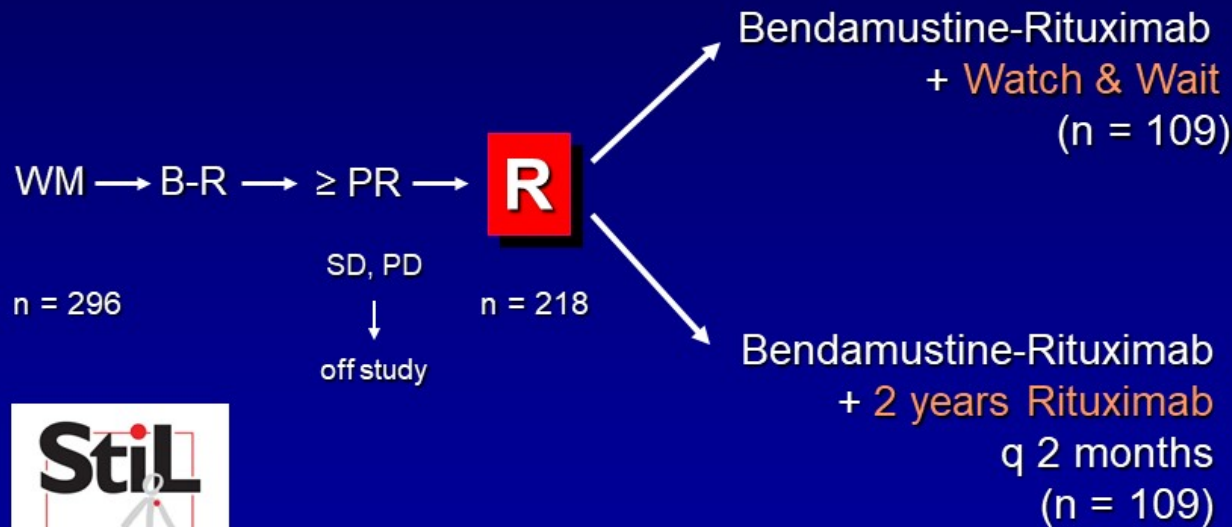 Bendamustine-Rituximab
+ Watch & Wait
(n = 109)
WM → B-R → ≥ PR → R
SD, PD
n = 296
n = 218
↓
off study
Bendamustine-Rituximab
+ 2 years Rituximab
q 2 months
(n = 109)
StiL